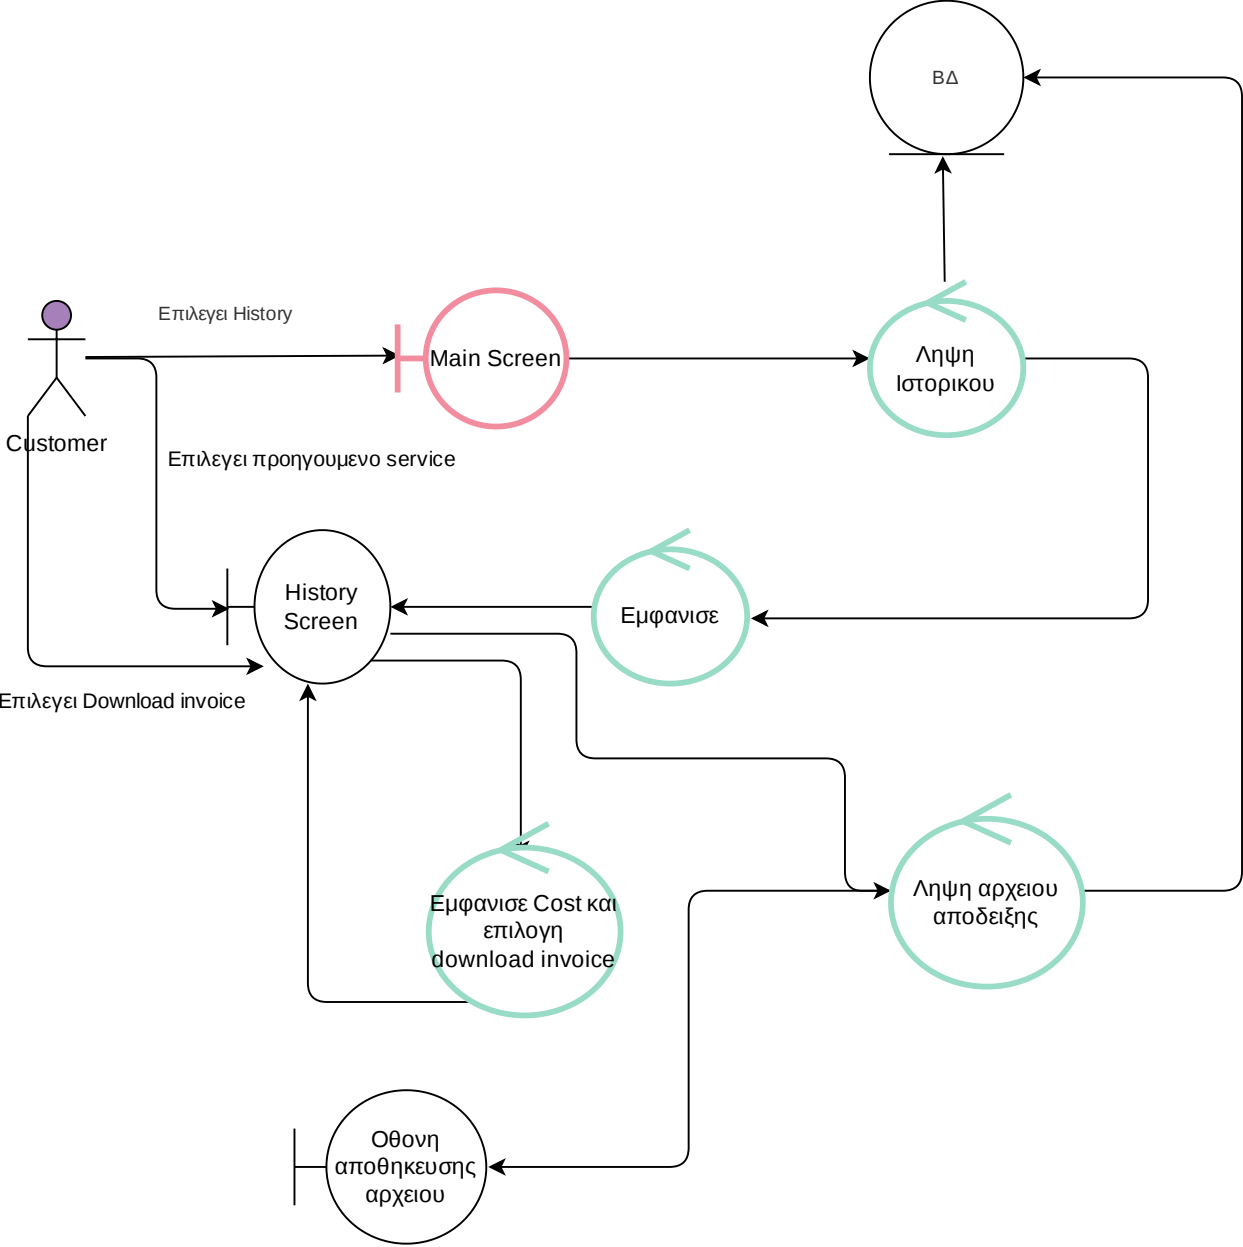 ΒΔ
Επιλεγει History
Main Screen
Ληψη
Ιστορικου
Customer
Επιλεγει προηγουμενο service
History
Screen
Εμφανισε
Επιλεγει Download invoice
Εμφανισε Cost και
επιλογη
download invoice
Ληψη αρχειου
αποδειξης
Οθονη
αποθηκευσης
αρχειου